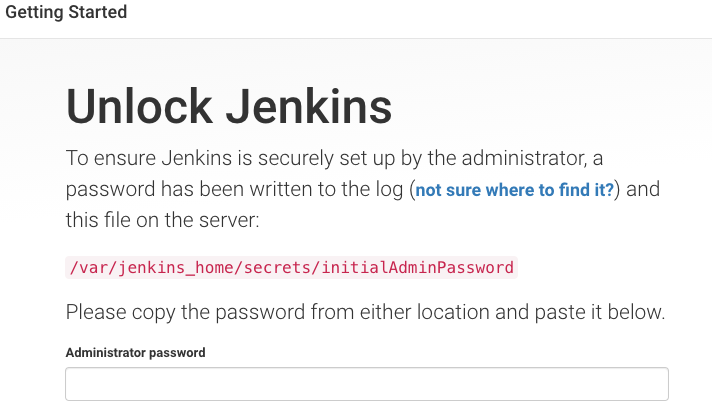 Getting Started
Unlock Jenkins
To ensure Jenkins is securely set up by the administrator, a
password has been written to the log (not sure where to find it?) and
this file on the server:
/var/jenkins_home/secrets/initialAdminPassword
Please copy the password from either location and paste it below.
Administrator password